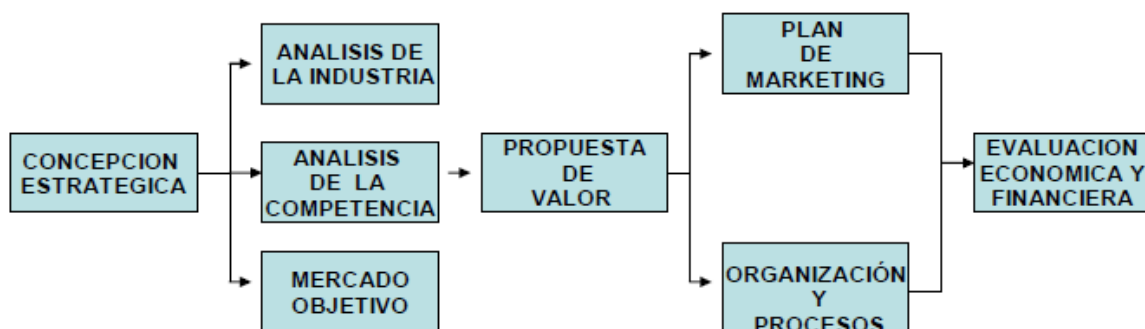 CONCEPCION
ESTRATEGICA
ANALISIS DE
LA INDUSTRIA
ANALISIS
DE LA
COMPETENCIA
MERCADO
OBJETIVO
PROPUESTA
DE
VALOR
PLAN
DE
MARKETING
ORGANIZACIÓN
Y
PROCESOS
EVALUACION
ECONOMICA Y
FINANCIERA